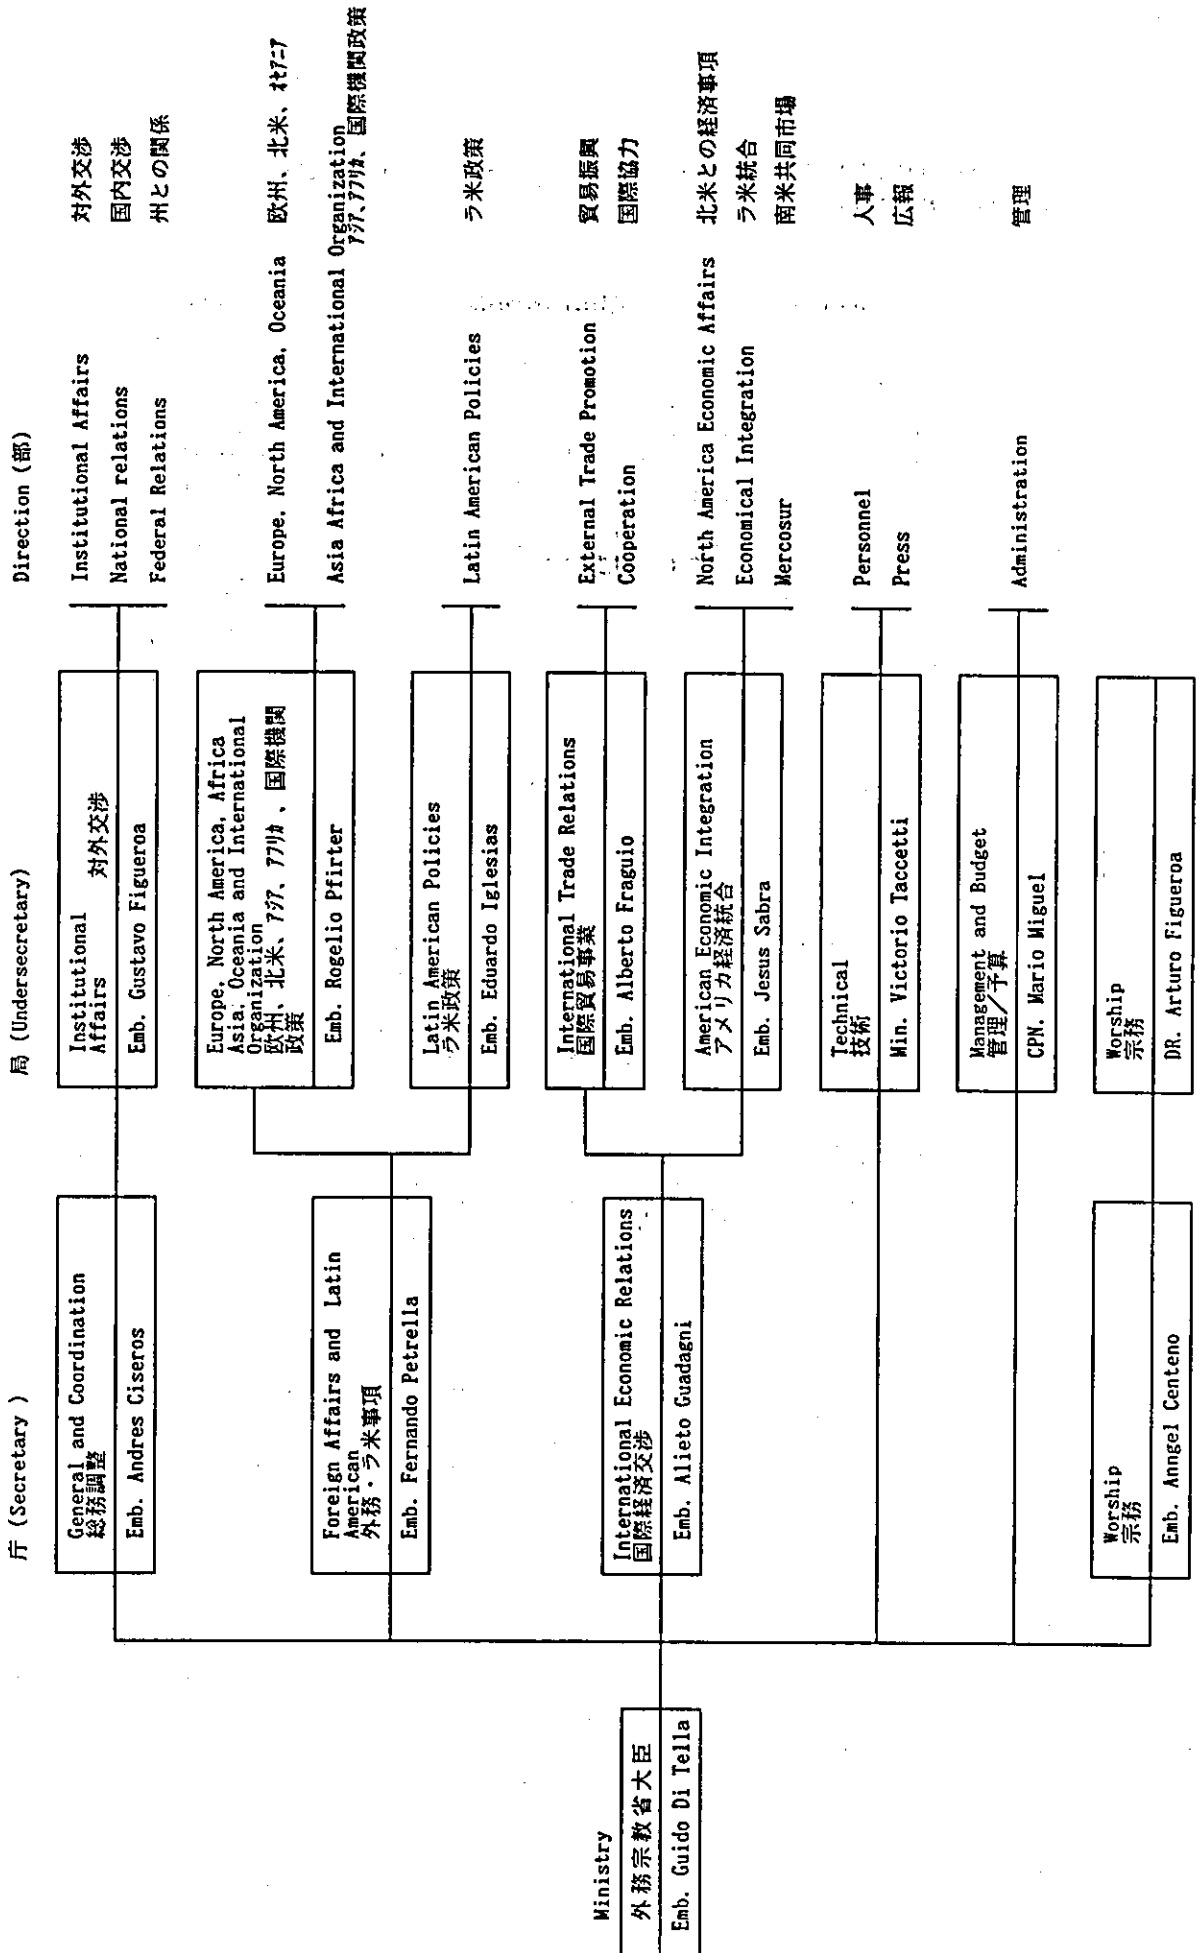 Ministry
外務宗教省大臣
Emb. Guido Di Tella
庁 (Secretary )
General and Coordination
総務調整
Emb. Andres Ciseros
Foreign Affairs and Latin
American
外務・ラ米事項
Emb. Fernando Petrella
International Economic Relations
国際経済交渉
Emb. Alieto Guadagni
Worship
宗務
Emb. Anngel Centeno
局 (Undersecretary)
Institutional
Affairs 対外交渉
Emb. Gustavo Figueroa
Europe, North America, Africa
Asia, Oceania and International
Organization
欧州、北米、アジア、アフリカ、国際機関
政策
Emb. Rogelio Pfirter
Latin American Policies
ラ米政策
Emb. Eduardo Iglesias
International Trade Relations
国際貿易事業
Emb. Alberto Fraguio
American Economic Integration
アメリカ経済統合
Emb. Jesus Sabra
Technical
技術
Min. Victorio Taccetti
Management and Budget
管理/予算
CPN. Mario Miguel
Worship
宗務
DR. Arturo Figueroa
Direction (部)
Institutional Affairs 対外交渉
National relations 国内交渉
Federal Relations 州との関係
Europe, North America, Oceania 欧州、北米、オセアニア
Asia Africa and International Organization
アジア、アフリカ、国際機関政策
Latin American Policies ラ米政策
External Trade Promotion 貿易振興
Cooperation 国際協力
North America Economic Affairs 北米との経済事項
Economical Integration ラ米統合
Mercosur 南米共同市場
Personnel 人事
Press 広報
Administration 管理